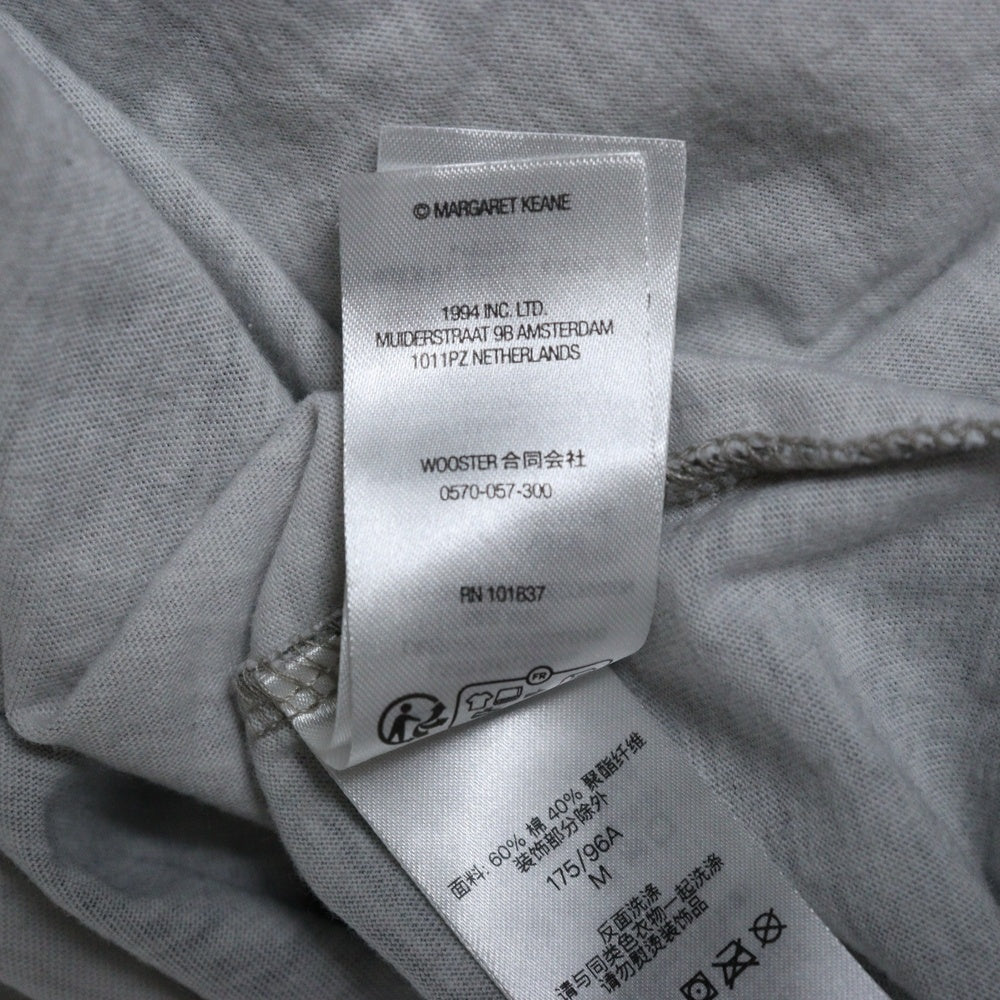 © MARGARET KEANE
1994 INC. LTD.
MUIDERSTRAAT 9B AMSTERDAM
1011PZ NETHERLANDS
WOOSTER 合同会社
0570-057-300
RN 101837
FR
面料: 60% 棉 40% 聚酯纤维
装饰部分除外
175/96A
M
反面洗涤
请与同类色衣物一起洗涤
请勿熨烫装饰品